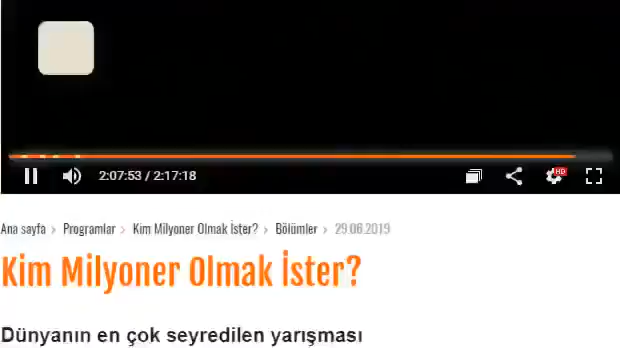 2:07:53 / 2:17:18 HD
Ana sayfa > Programlar > Kim Milyoner Olmak İster? > Bölümler > 29.06.2019
Kim Milyoner Olmak İster?
Dünyanın en çok seyredilen yarışması